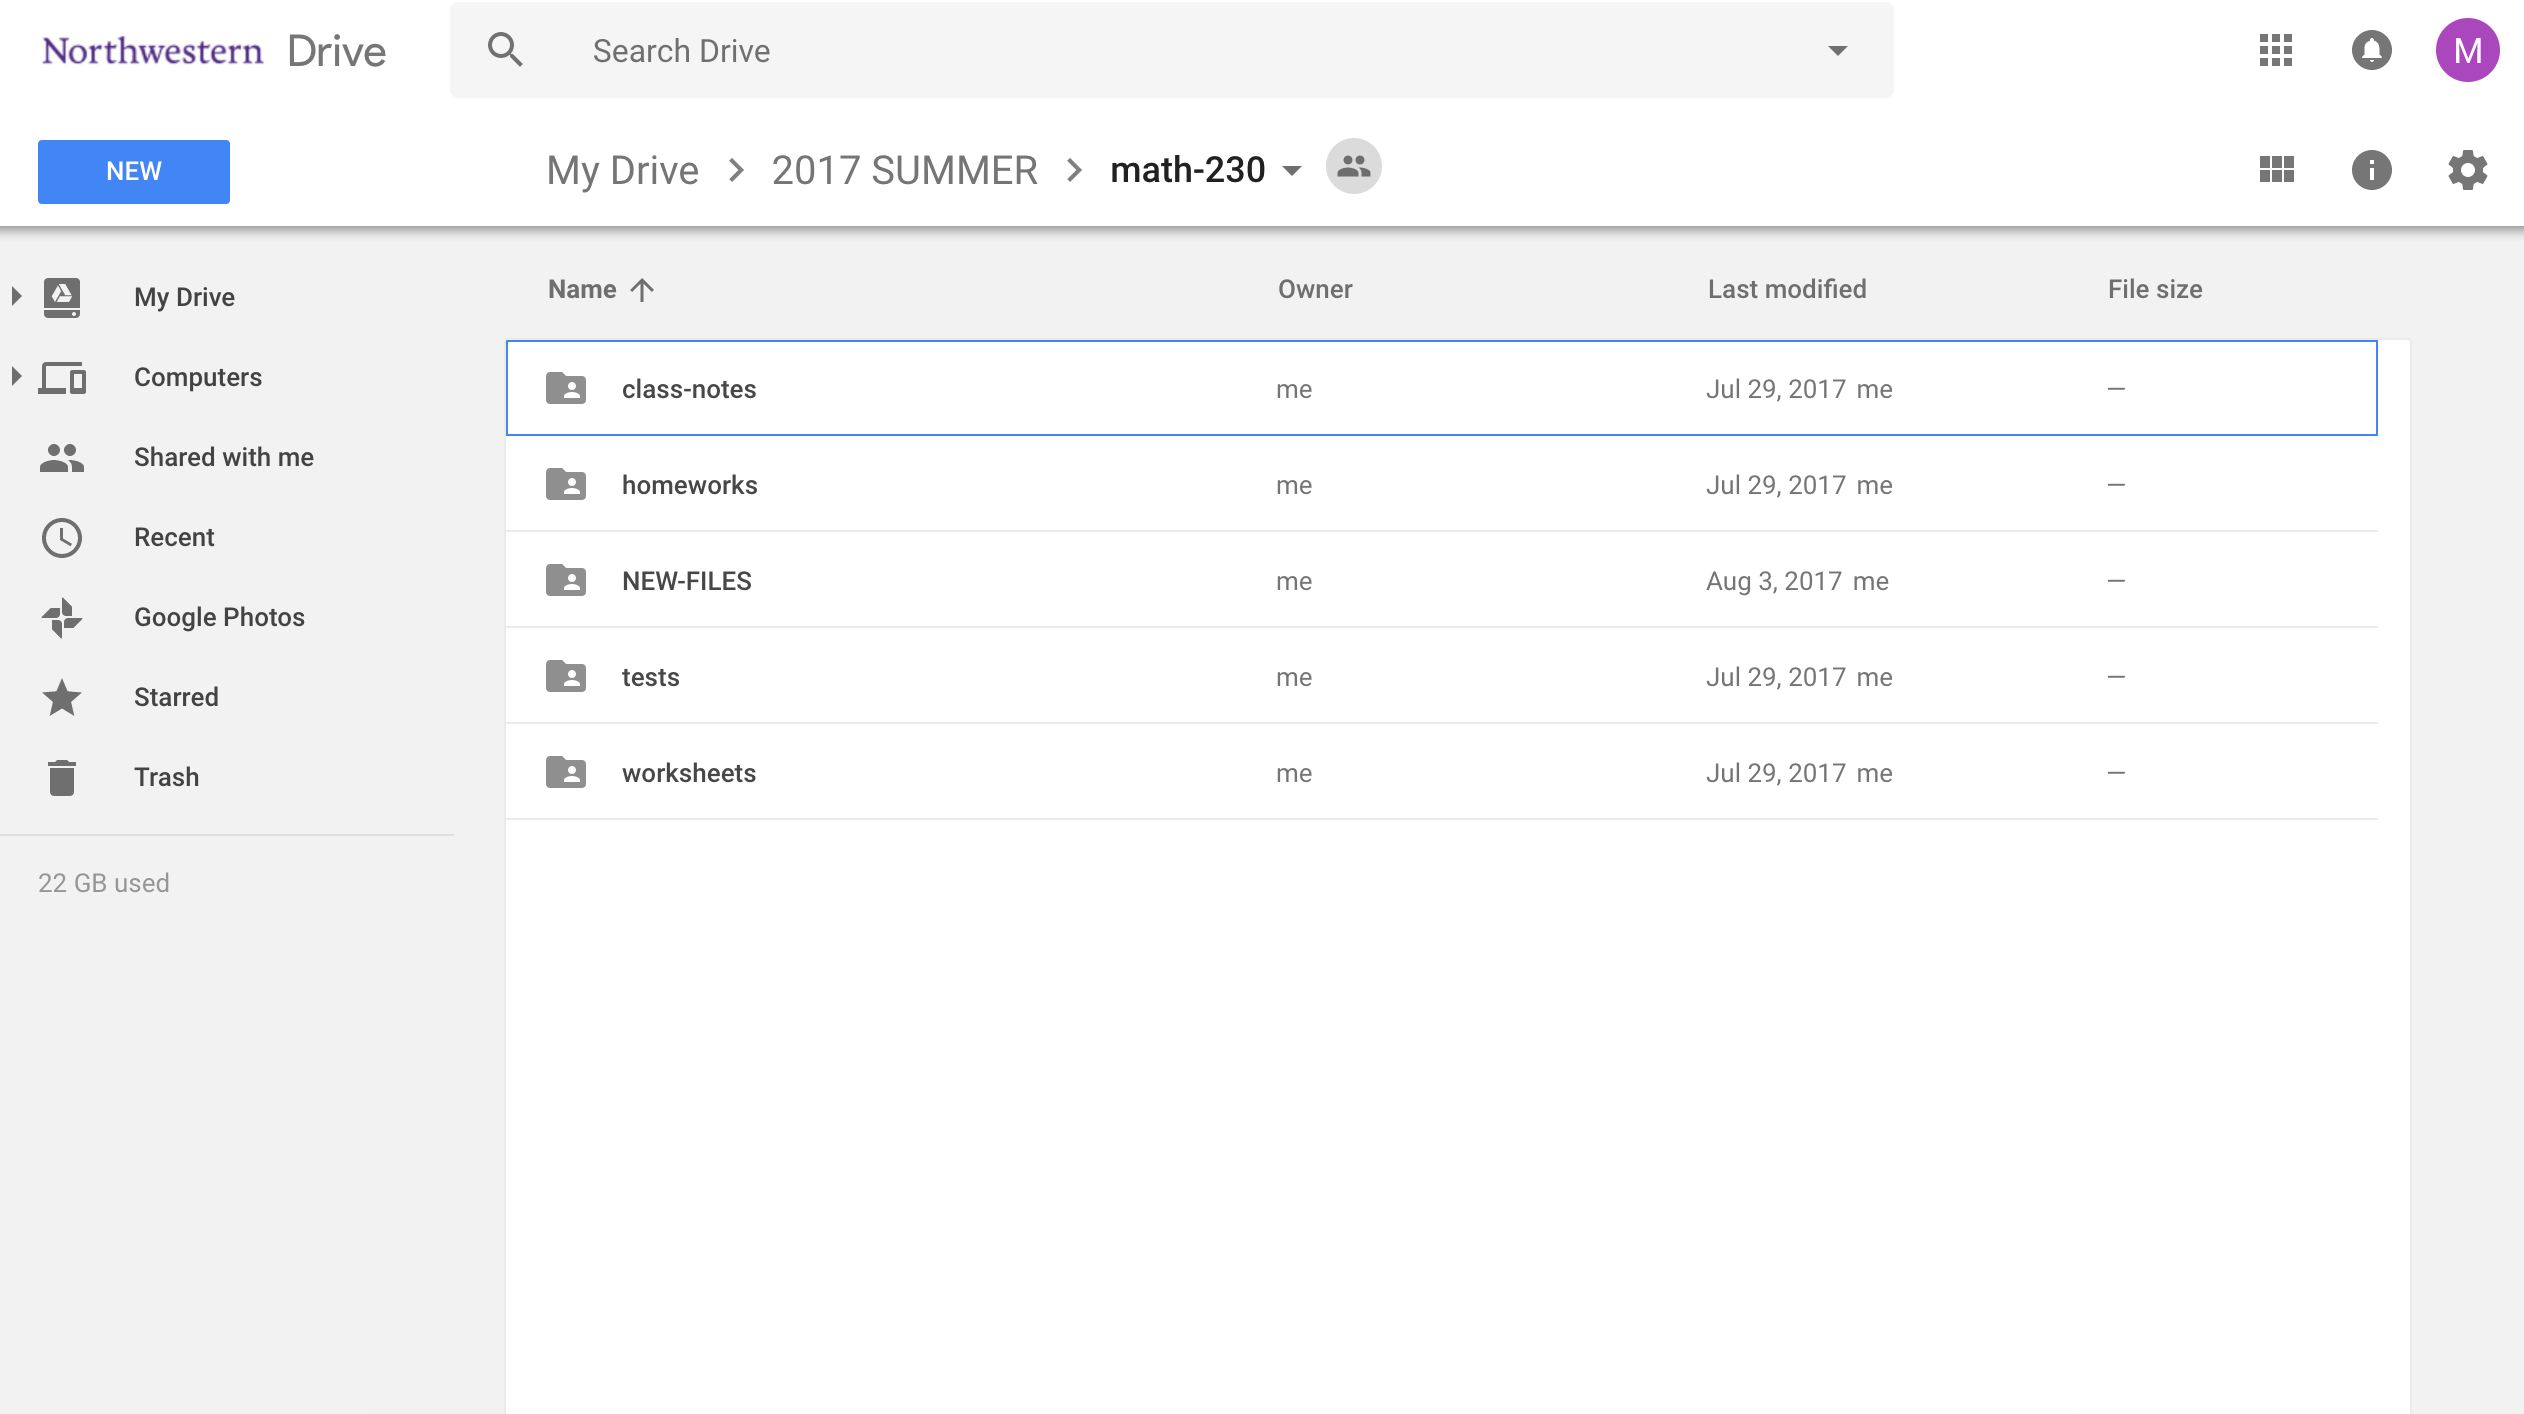 Northwestern Drive
Search Drive
M
NEW
My Drive > 2017 SUMMER > math-230
My Drive
Computers
Shared with me
Recent
Google Photos
Starred
Trash
22 GB used
Name Owner Last modified File size
class-notes me Jul 29, 2017 me —
homeworks me Jul 29, 2017 me —
NEW-FILES me Aug 3, 2017 me —
tests me Jul 29, 2017 me —
worksheets me Jul 29, 2017 me —